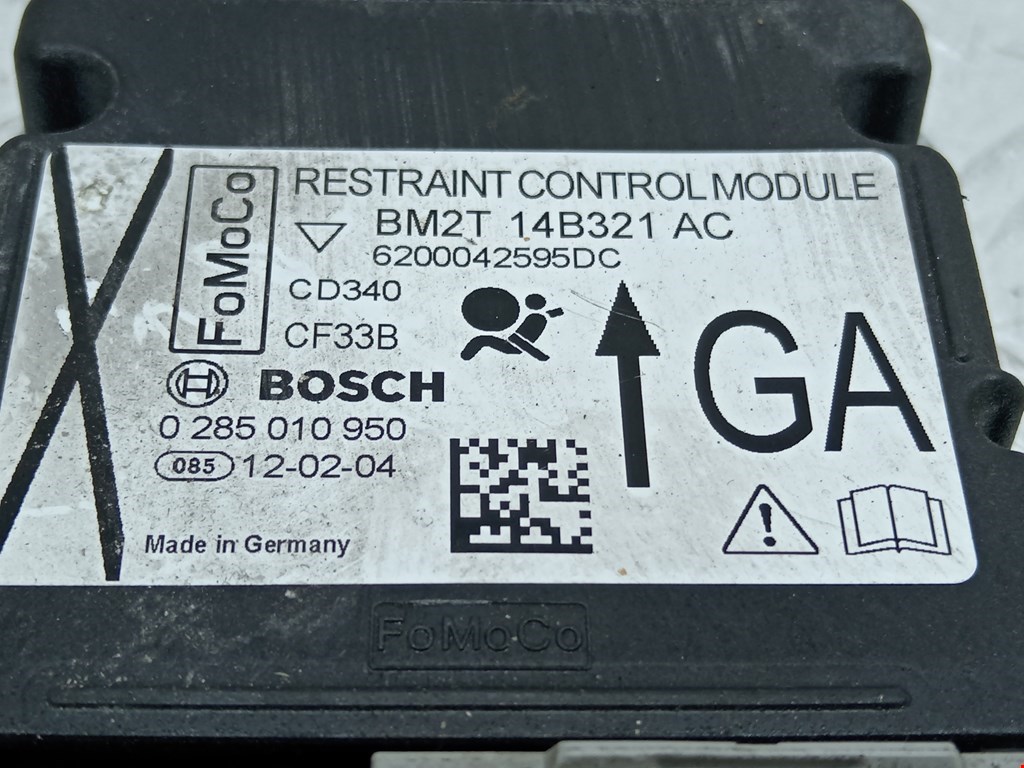 FoMoCo
RESTRAINT CONTROL MODULE
BM2T 14B321 AC
6200042595DC
CD340
CF33B
GA
BOSCH
0 285 010 950
085 12-02-04
Made in Germany
FoMoCo